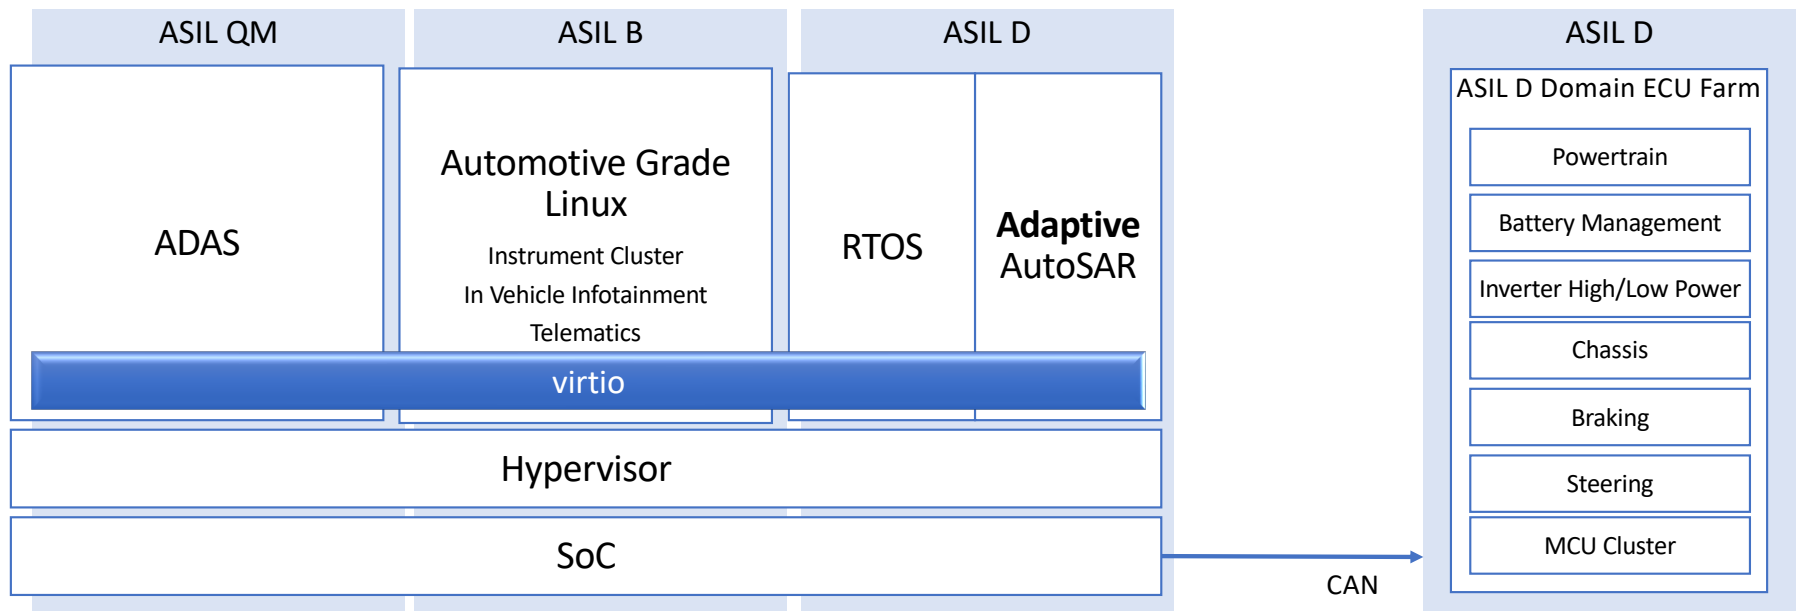 ASIL QM
ASIL B
ASIL D
ASIL D
ADAS
Automotive Grade
Linux
Instrument Cluster
In Vehicle Infotainment
Telematics
RTOS
Adaptive
AutoSAR
virtio
Hypervisor
SoC
CAN
ASIL D Domain ECU Farm
Powertrain
Battery Management
Inverter High/Low Power
Chassis
Braking
Steering
MCU Cluster